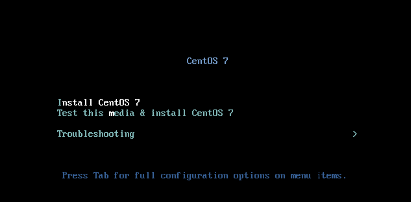 CentOS 7
Install CentOS 7
Test this media & install CentOS 7
Troubleshooting >
Press Tab for full configuration options on menu items.